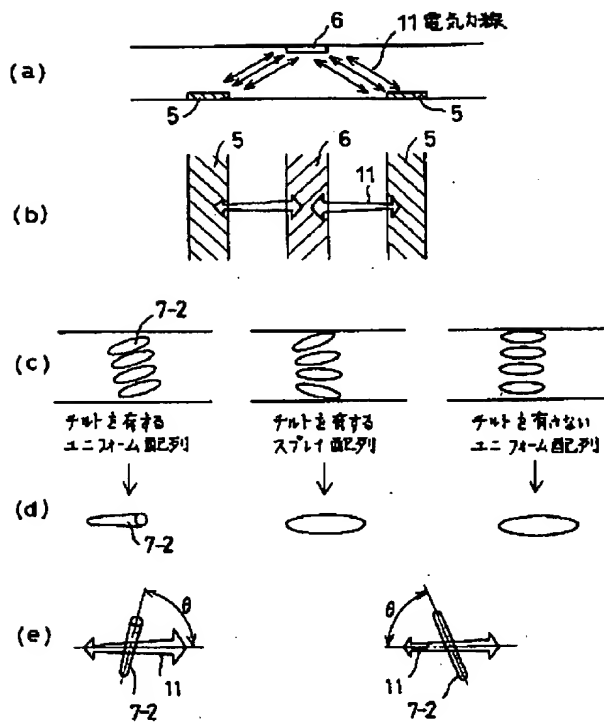 6
11 電気力線
(a)
5
5
5
6
5
11
(b)
7-2
(c)
チルトを有する
ユニフォーム配列
チルトを有する
スプレイ配列
チルトを有さない
ユニフォーム配列
(d)
7-2
θ
θ
(e)
11
7-2
11
7-2